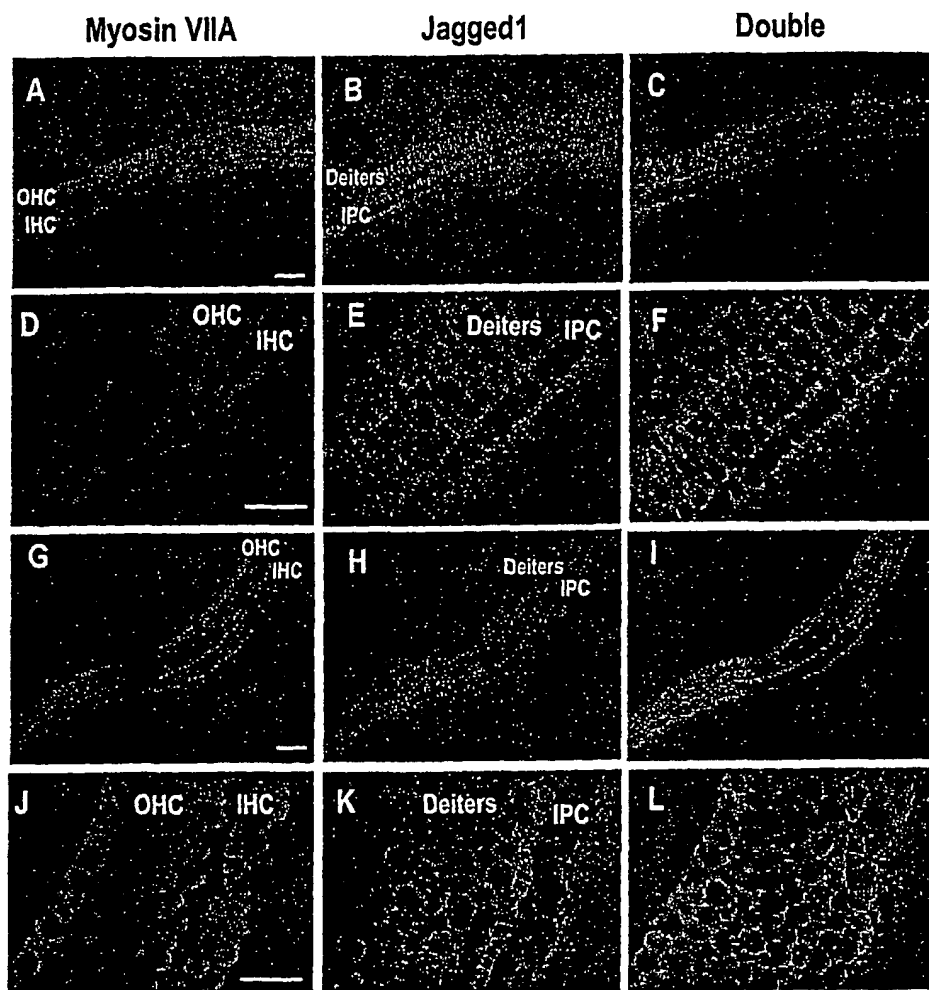 Myosin VIIA Jagged1 Double
A B C
OHC
IHC
Deiters
IPC
D E F
OHC
IHC
Deiters
IPC
G H I
OHC
IHC
Deiters
IPC
J K L
OHC IHC
Deiters
IPC